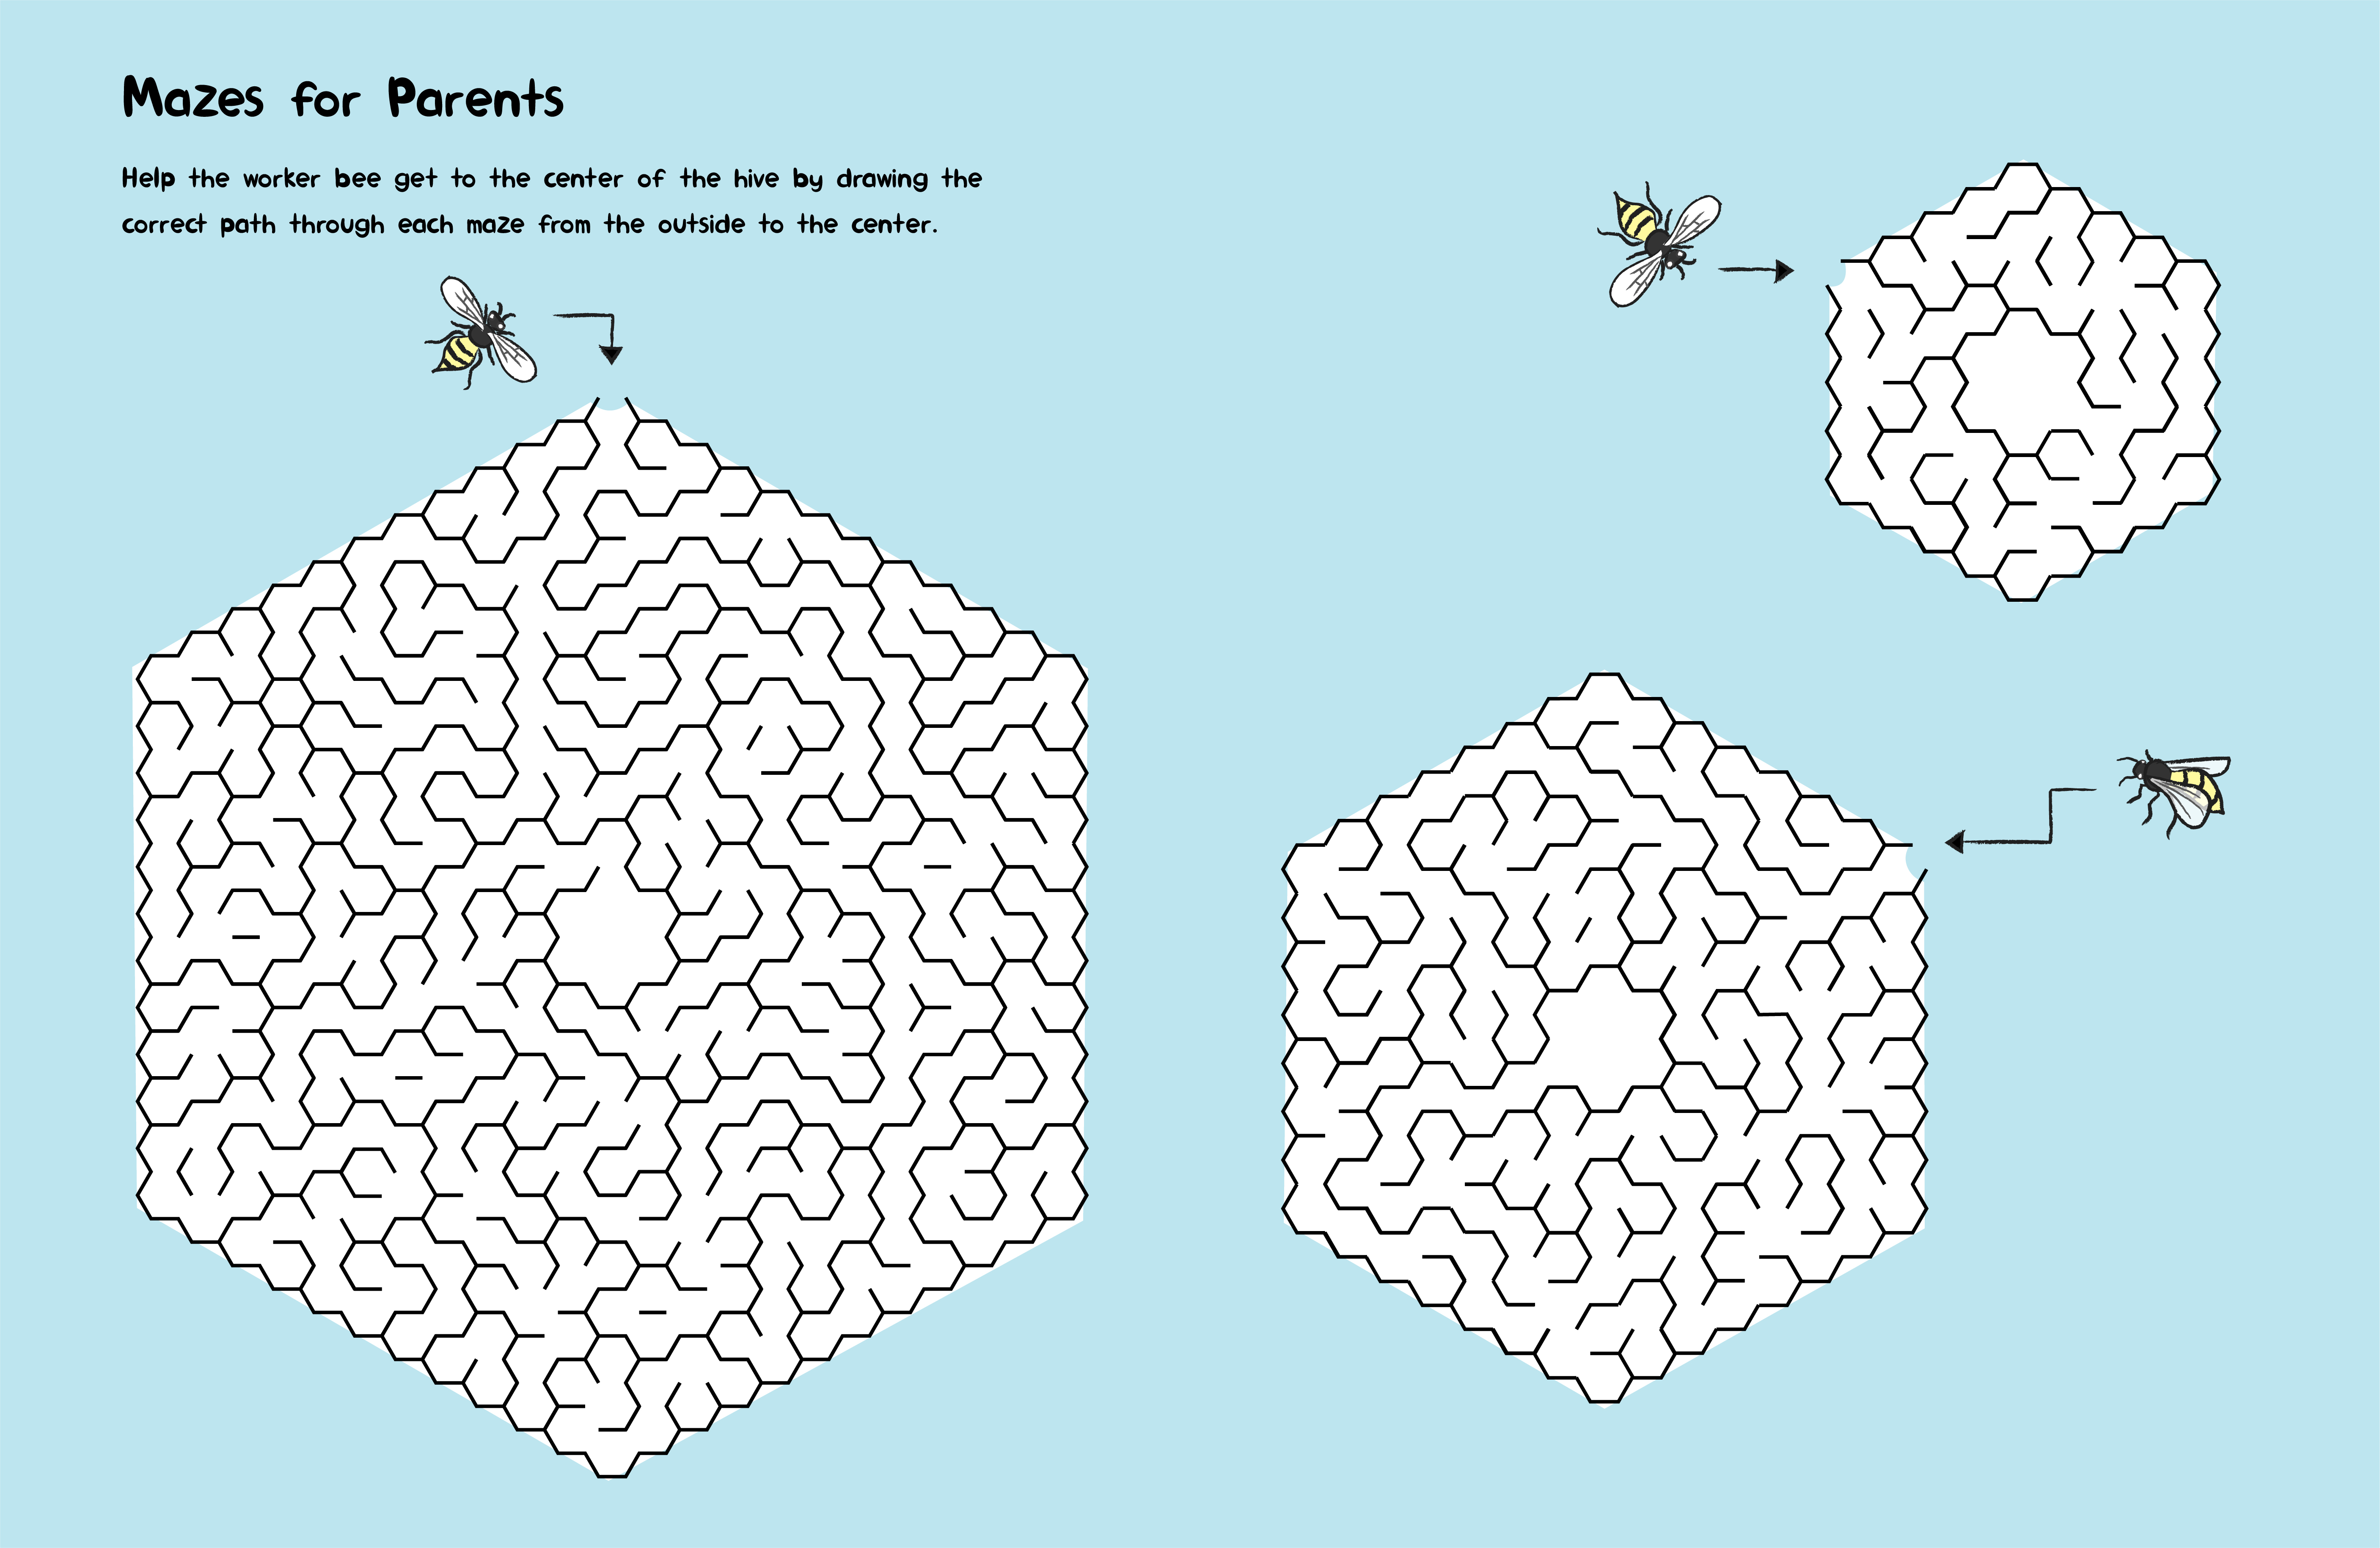 Mazes for Parents
Help the worker bee get to the center of the hive by drawing the
correct path through each maze from the outside to the center.